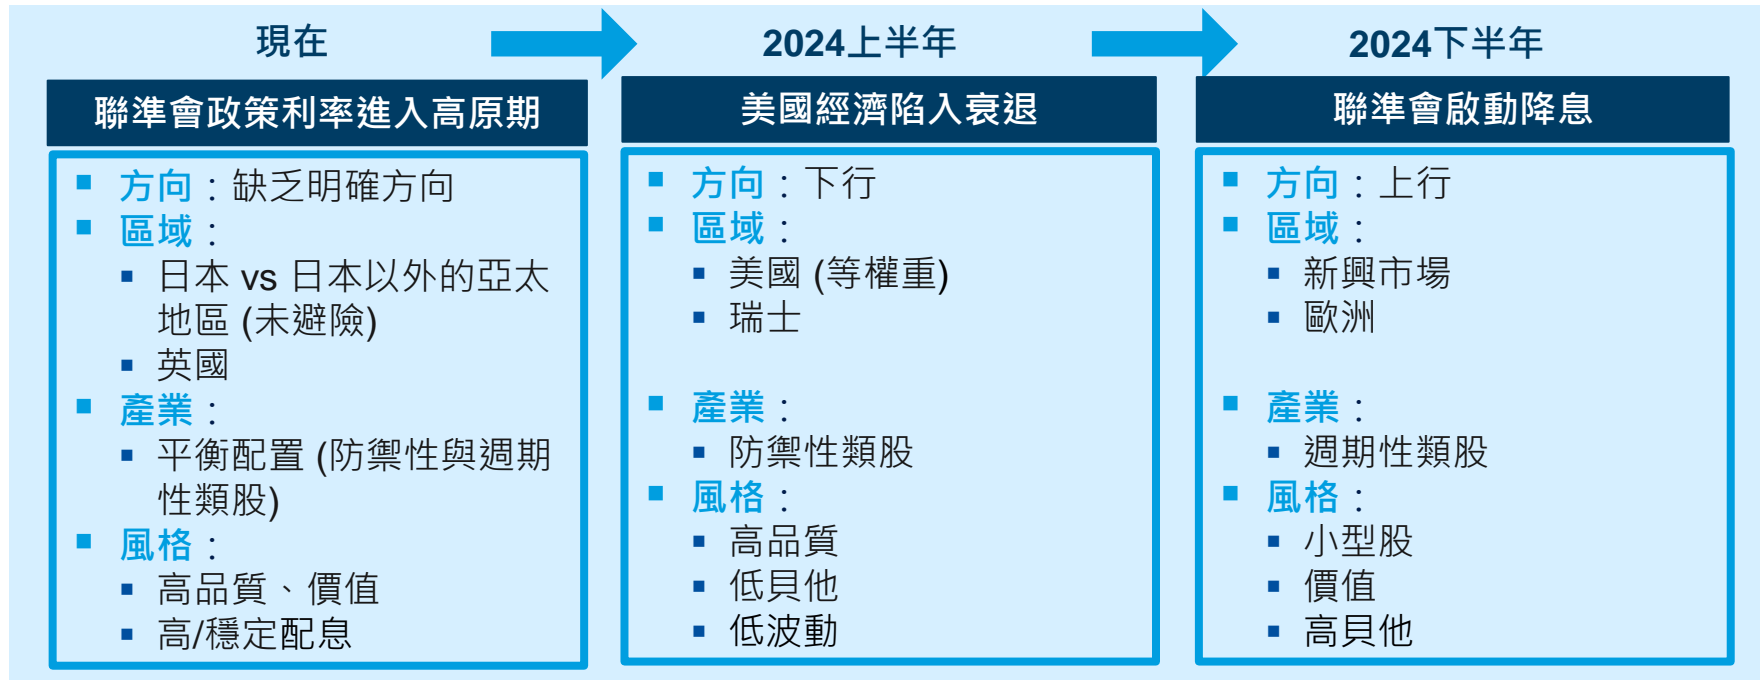 現在
2024上半年
2024下半年
聯準會政策利率進入高原期
方向：缺乏明確方向
區域：
日本 vs 日本以外的亞太
地區 (未避險)
英國
產業：
平衡配置 (防禦性與週期
性類股)
風格：
高品質、價值
高/穩定配息
美國經濟陷入衰退
方向：下行
區域：
美國 (等權重)
瑞士
產業：
防禦性類股
風格：
高品質
低貝他
低波動
聯準會啟動降息
方向：上行
區域：
新興市場
歐洲
產業：
週期性類股
風格：
小型股
價值
高貝他